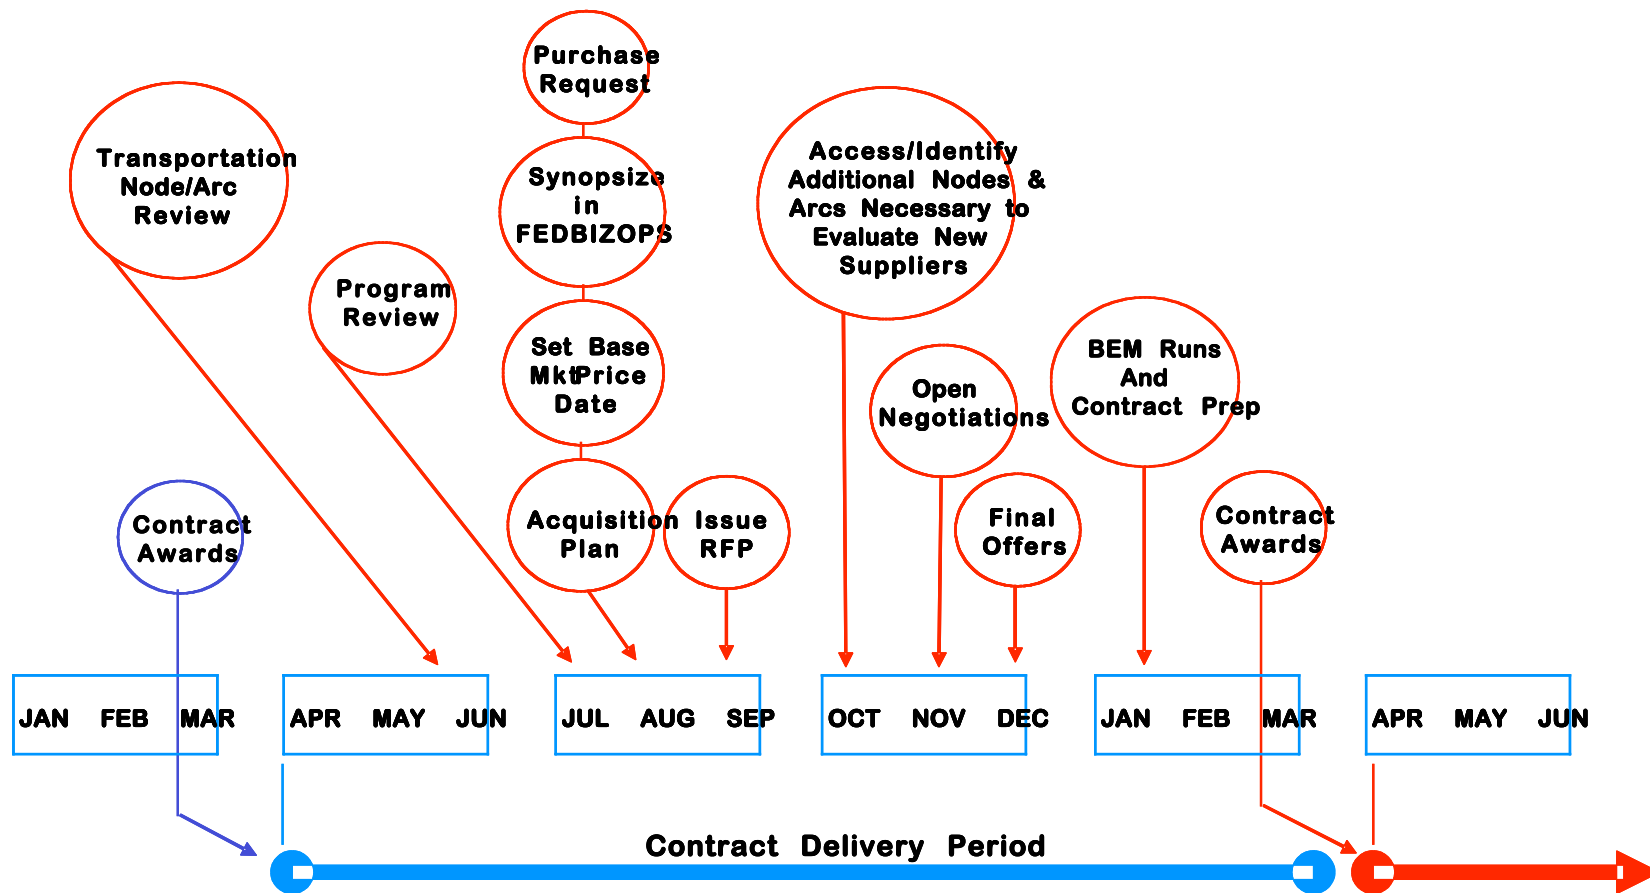 Purchase
Request
Transportation
Node/Arc
Review
Synopsize
in
FEDBIZOPS
Access/Identify
Additional Nodes &
Arcs Necessary to
Evaluate New
Suppliers
Program
Review
Set Base
MktPrice
Date
BEM Runs
And
Contract Prep
Open
Negotiations
Contract
Awards
Acquisition
Plan
Issue
RFP
Final
Offers
Contract
Awards
JAN FEB MAR APR MAY JUN JUL AUG SEP OCT NOV DEC JAN FEB MAR APR MAY JUN
Contract Delivery Period